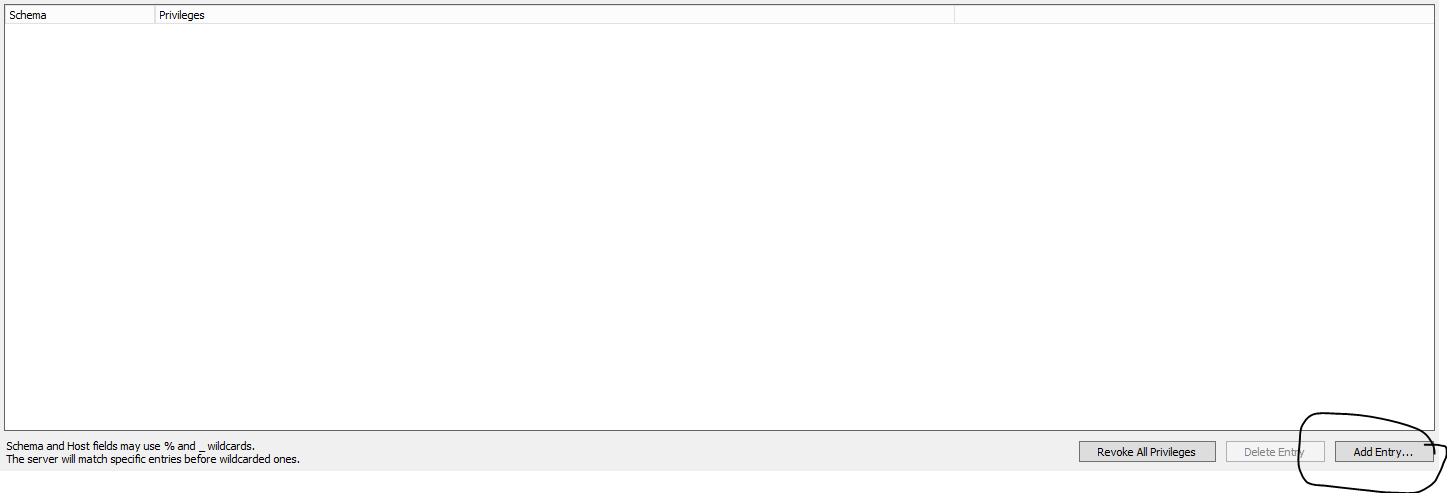 Schema Privileges
Schema and Host fields may use % and _ wildcards.
The server will match specific entries before wildcarded ones.
Revoke All Privileges Delete Entry Add Entry...